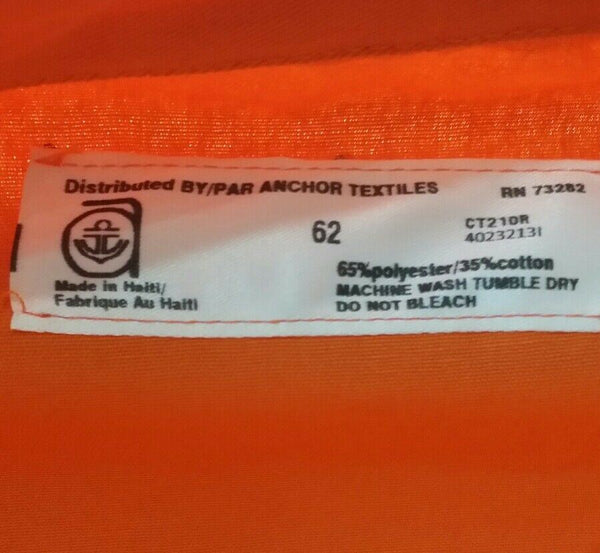 Distributed BY/PAR ANCHOR TEXTILES
RN 73282
62
CT210R
40232131
65%polyester/35%cotton
Made in Haiti/
MACHINE WASH TUMBLE DRY
Fabrique Au Haiti
DO NOT BLEACH